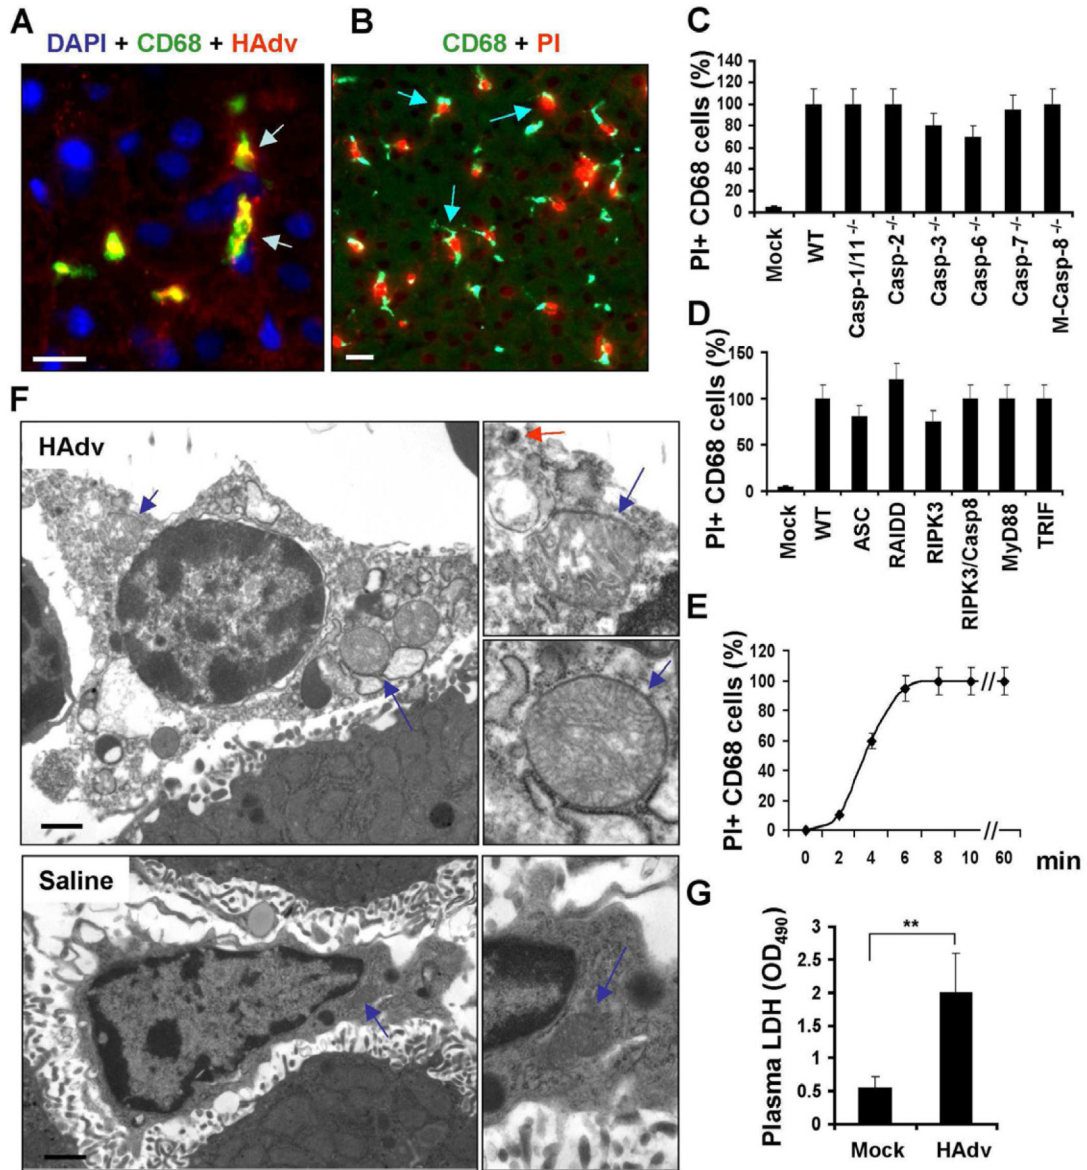 A
DAPI + CD68 + HAdv
B
CD68 + PI
C
PI+ CD68 cells (%)
140
120
100
80
60
40
20
0
Mock
WT
Casp-1/11 -/-
Casp-2 -/-
Casp-3 -/-
Casp-6 -/-
Casp-7 -/-
M-Casp-8 -/-
D
PI+ CD68 cells (%)
150
100
50
0
Mock
WT
ASC
RAIDD
RIPK3
RIPK3/Casp8
MyD88
TRIF
E
PI+ CD68 cells (%)
120
100
80
60
40
20
0
0 2 4 6 8 10 // 60 min
//
F
HAdv
Saline
G
Plasma LDH (OD490)
3
2.5
2
1.5
1
0.5
0
**
Mock HAdv